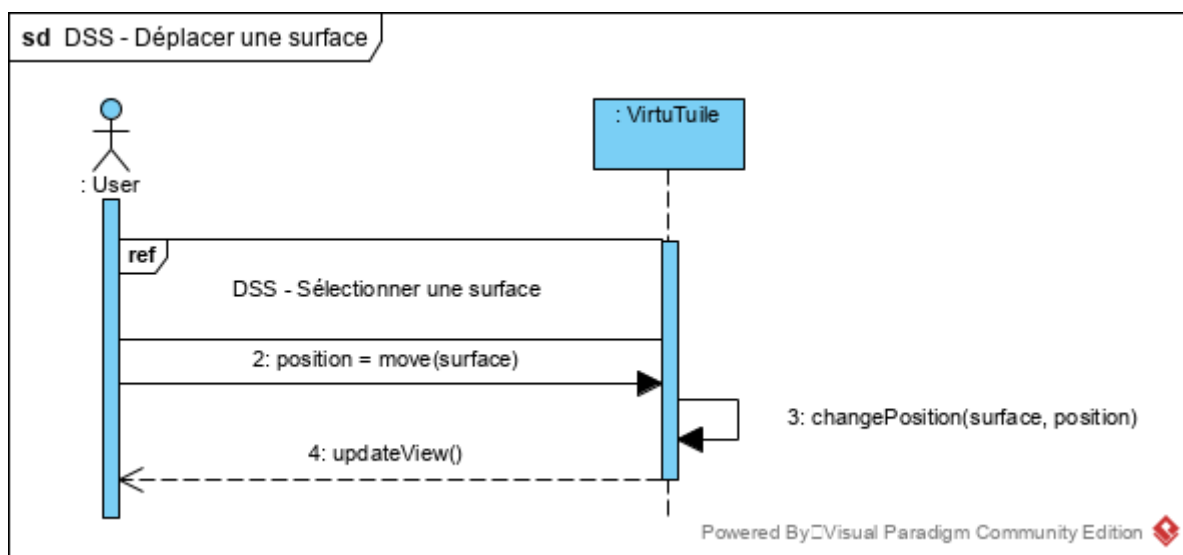 sd DSS - Déplacer une surface
: VirtuTuile
: User
ref
DSS - Sélectionner une surface
2: position = move(surface)
3: changePosition(surface, position)
4: updateView()
Powered By□Visual Paradigm Community Edition